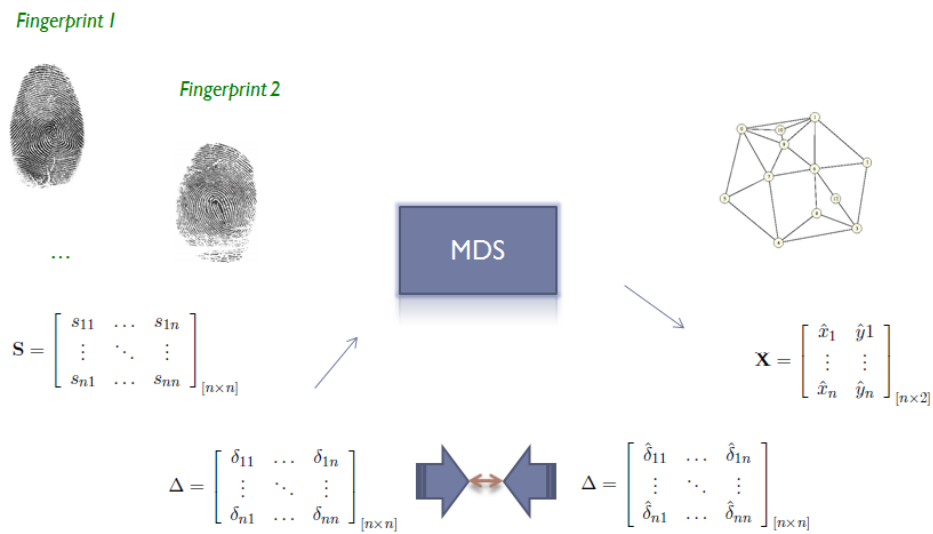 Fingerprint 1
Fingerprint 2
...
MDS
S = [ s11 ... s1n
⋮ ⋱ ⋮
sn1 ... snn ] [n×n]
X = [ x̂1 ŷ1
⋮ ⋮
x̂n ŷn ] [n×2]
Δ = [ δ11 ... δ1n
⋮ ⋱ ⋮
δn1 ... δnn ] [n×n]
Δ = [ δ̂11 ... δ̂1n
⋮ ⋱ ⋮
δ̂n1 ... δ̂nn ] [n×n]